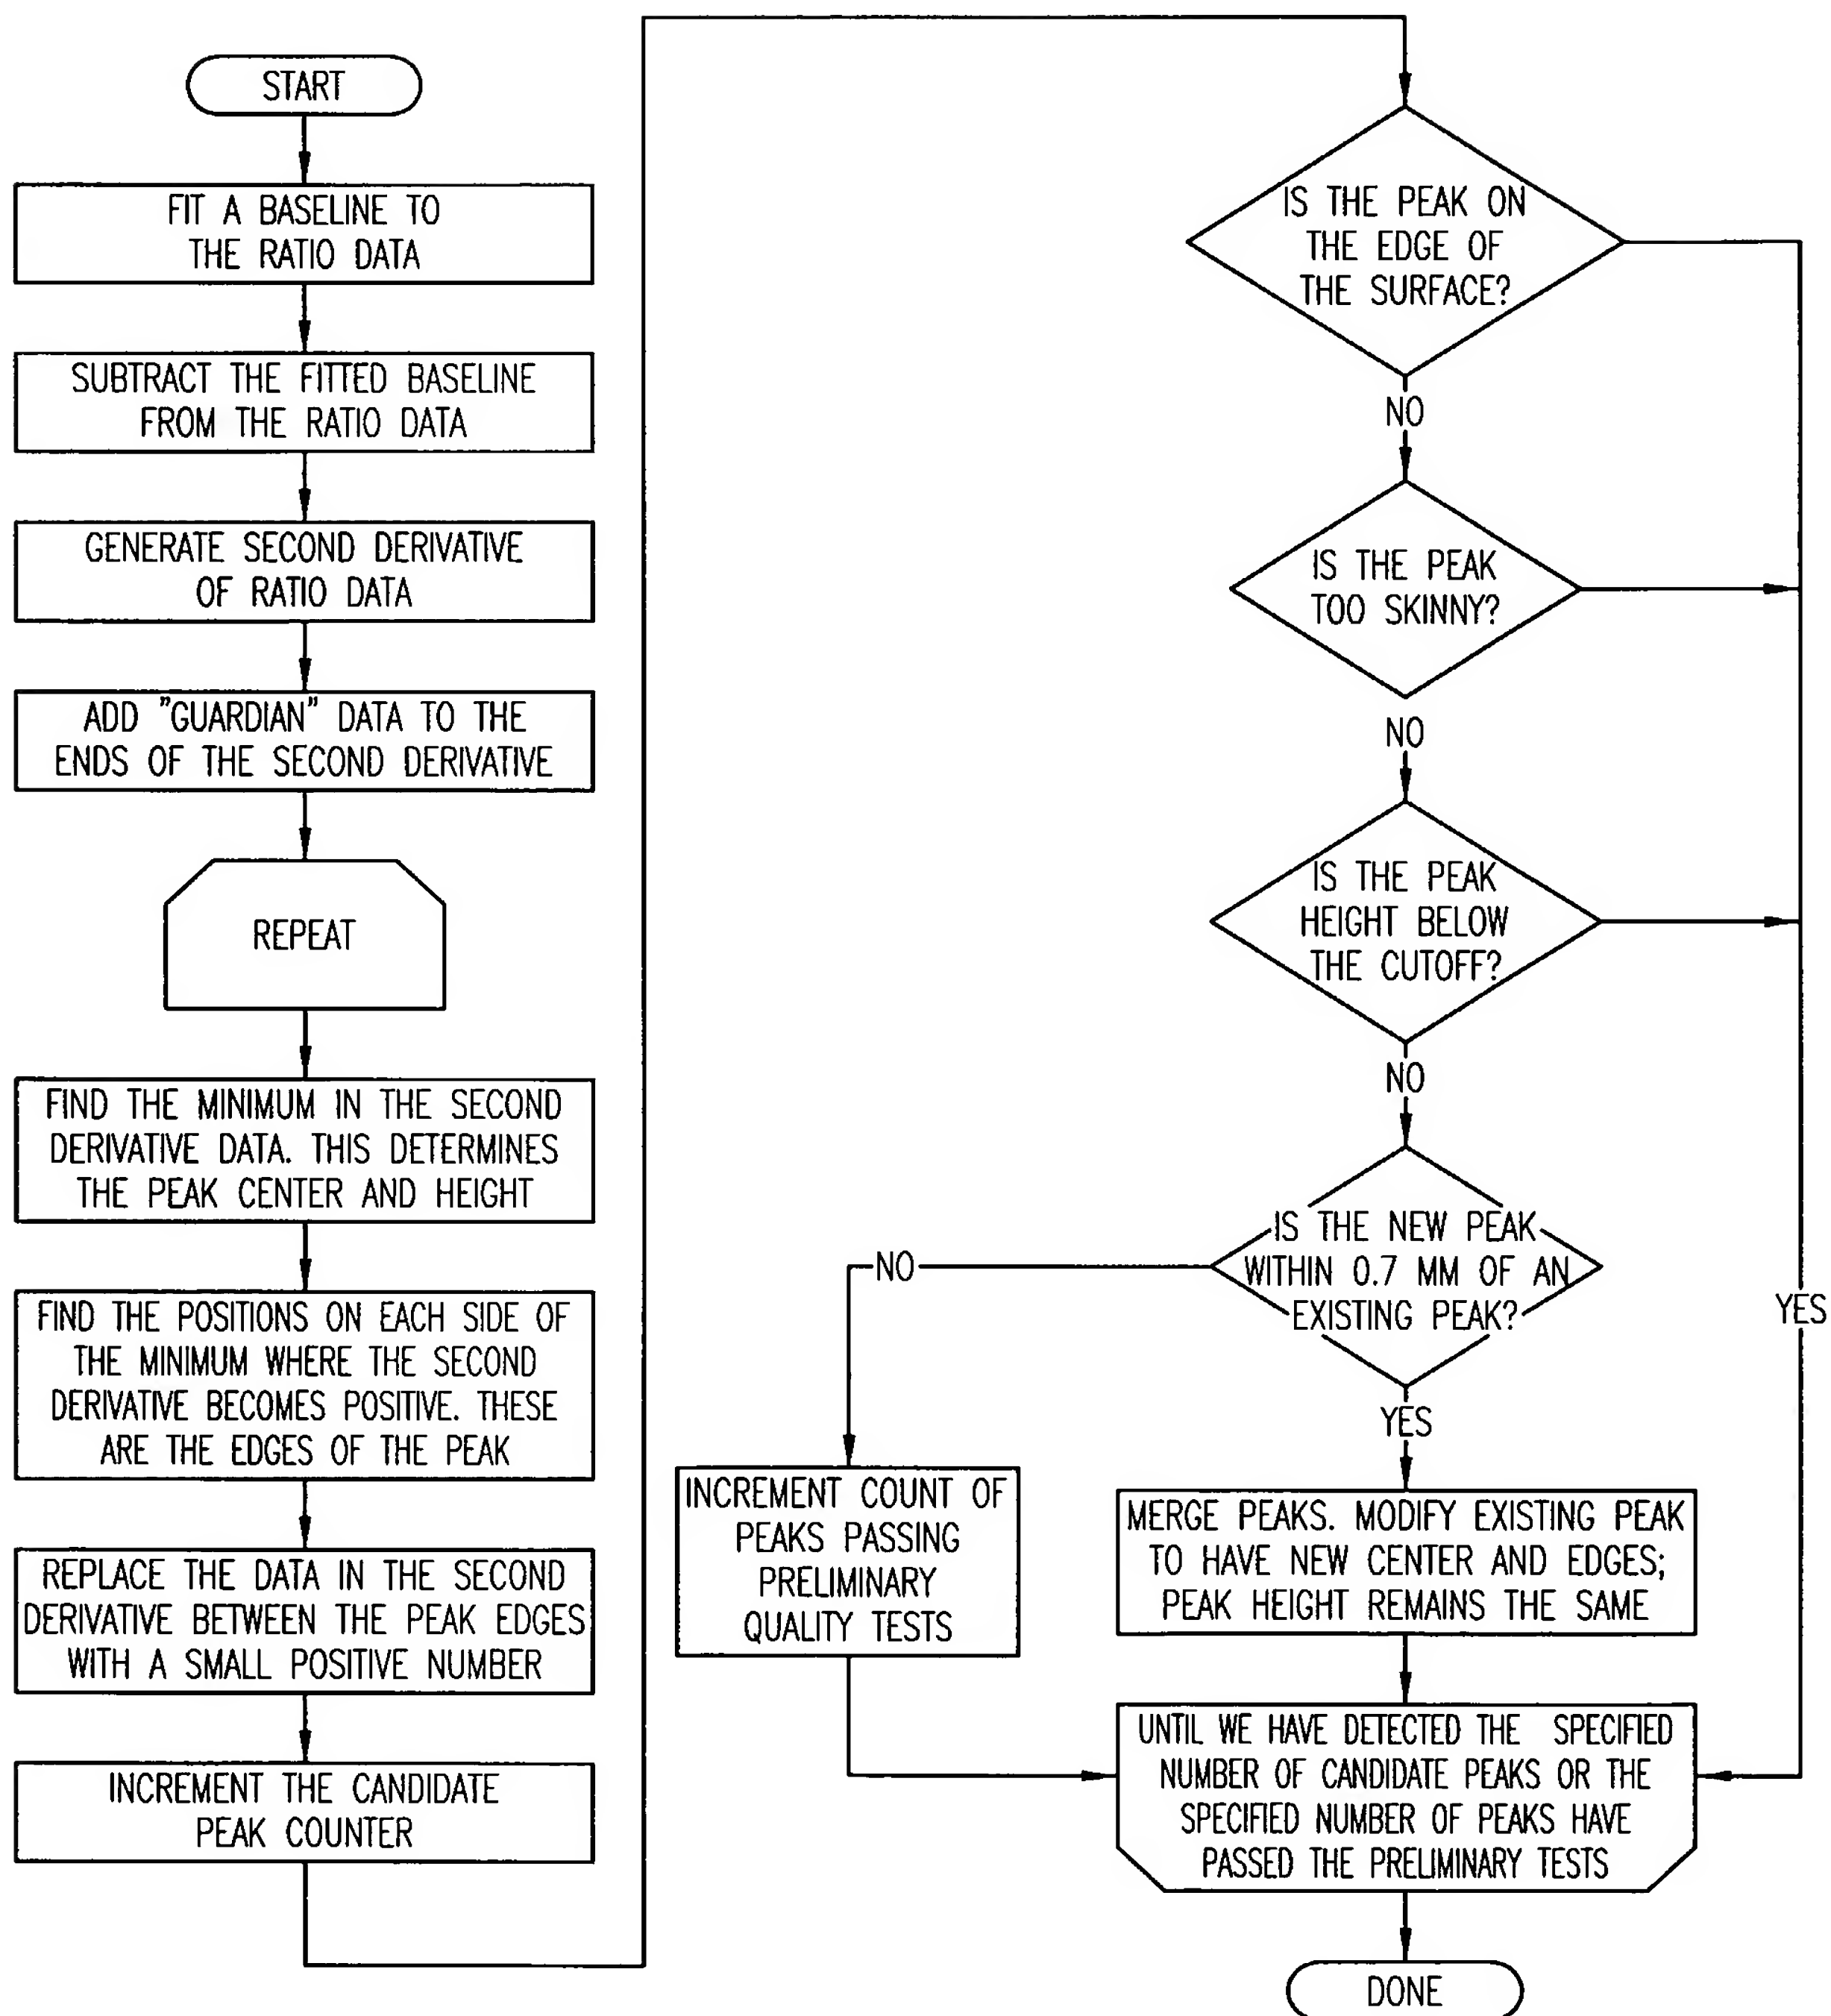 START
FIT A BASELINE TO
THE RATIO DATA
SUBTRACT THE FITTED BASELINE
FROM THE RATIO DATA
GENERATE SECOND DERIVATIVE
OF RATIO DATA
ADD "GUARDIAN" DATA TO THE
ENDS OF THE SECOND DERIVATIVE
REPEAT
FIND THE MINIMUM IN THE SECOND
DERIVATIVE DATA. THIS DETERMINES
THE PEAK CENTER AND HEIGHT
FIND THE POSITIONS ON EACH SIDE OF
THE MINIMUM WHERE THE SECOND
DERIVATIVE BECOMES POSITIVE. THESE
ARE THE EDGES OF THE PEAK
REPLACE THE DATA IN THE SECOND
DERIVATIVE BETWEEN THE PEAK EDGES
WITH A SMALL POSITIVE NUMBER
INCREMENT THE CANDIDATE
PEAK COUNTER
IS THE PEAK ON
THE EDGE OF
THE SURFACE?
NO
IS THE PEAK
TOO SKINNY?
NO
IS THE PEAK
HEIGHT BELOW
THE CUTOFF?
NO
IS THE NEW PEAK
WITHIN 0.7 MM OF AN
EXISTING PEAK?
NO
YES
YES
INCREMENT COUNT OF
PEAKS PASSING
PRELIMINARY
QUALITY TESTS
MERGE PEAKS. MODIFY EXISTING PEAK
TO HAVE NEW CENTER AND EDGES;
PEAK HEIGHT REMAINS THE SAME
UNTIL WE HAVE DETECTED THE SPECIFIED
NUMBER OF CANDIDATE PEAKS OR THE
SPECIFIED NUMBER OF PEAKS HAVE
PASSED THE PRELIMINARY TESTS
DONE